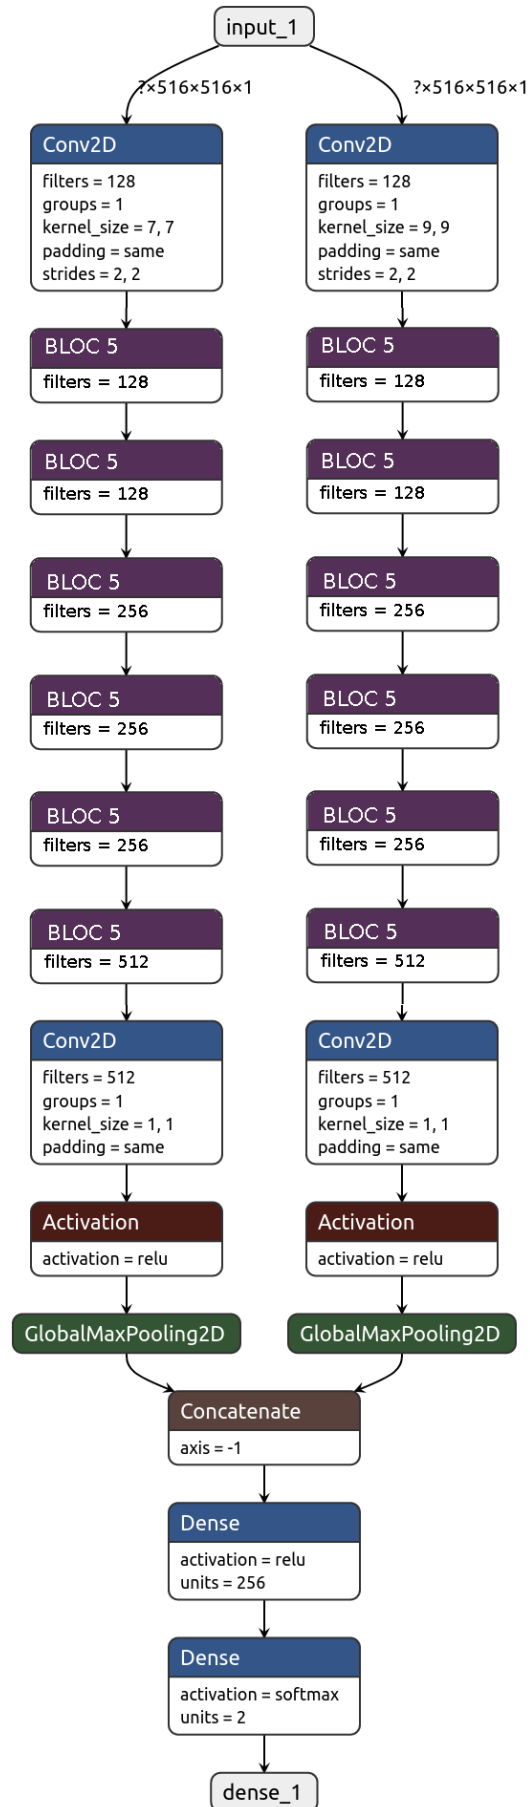 input_1
?×516×516×1
?×516×516×1
Conv2D
filters = 128
groups = 1
kernel_size = 7, 7
padding = same
strides = 2, 2
BLOC 5
filters = 128
BLOC 5
filters = 128
BLOC 5
filters = 256
BLOC 5
filters = 256
BLOC 5
filters = 256
BLOC 5
filters = 512
Conv2D
filters = 512
groups = 1
kernel_size = 1, 1
padding = same
Activation
activation = relu
GlobalMaxPooling2D
Conv2D
filters = 128
groups = 1
kernel_size = 9, 9
padding = same
strides = 2, 2
BLOC 5
filters = 128
BLOC 5
filters = 128
BLOC 5
filters = 256
BLOC 5
filters = 256
BLOC 5
filters = 256
BLOC 5
filters = 512
Conv2D
filters = 512
groups = 1
kernel_size = 1, 1
padding = same
Activation
activation = relu
GlobalMaxPooling2D
Concatenate
axis = -1
Dense
activation = relu
units = 256
Dense
activation = softmax
units = 2
dense_1